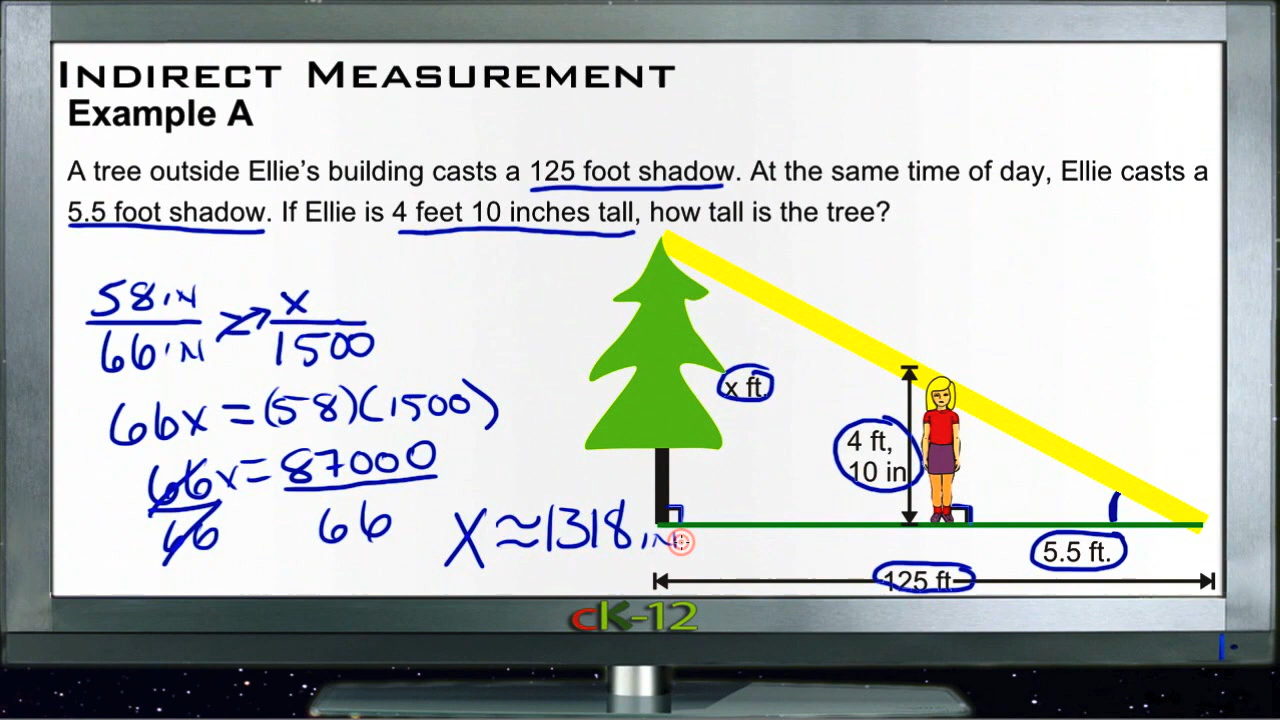 INDIRECT MEASUREMENT
Example A
A tree outside Ellie's building casts a 125 foot shadow. At the same time of day, Ellie casts a
5.5 foot shadow. If Ellie is 4 feet 10 inches tall, how tall is the tree?
58 IN
66 IN
x
1500
66x = (58)(1500)
66x = 87000
66
66
X ≈ 1318 IN
x ft.
4 ft,
10 in
5.5 ft.
125 ft
cK-12